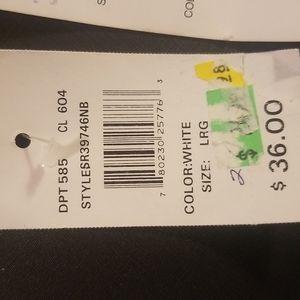 DPT 585 CL 604
STYLE:SR39746NB
7 80230 25776 3
COLOR:WHITE
SIZE: LRG
$ 36.00